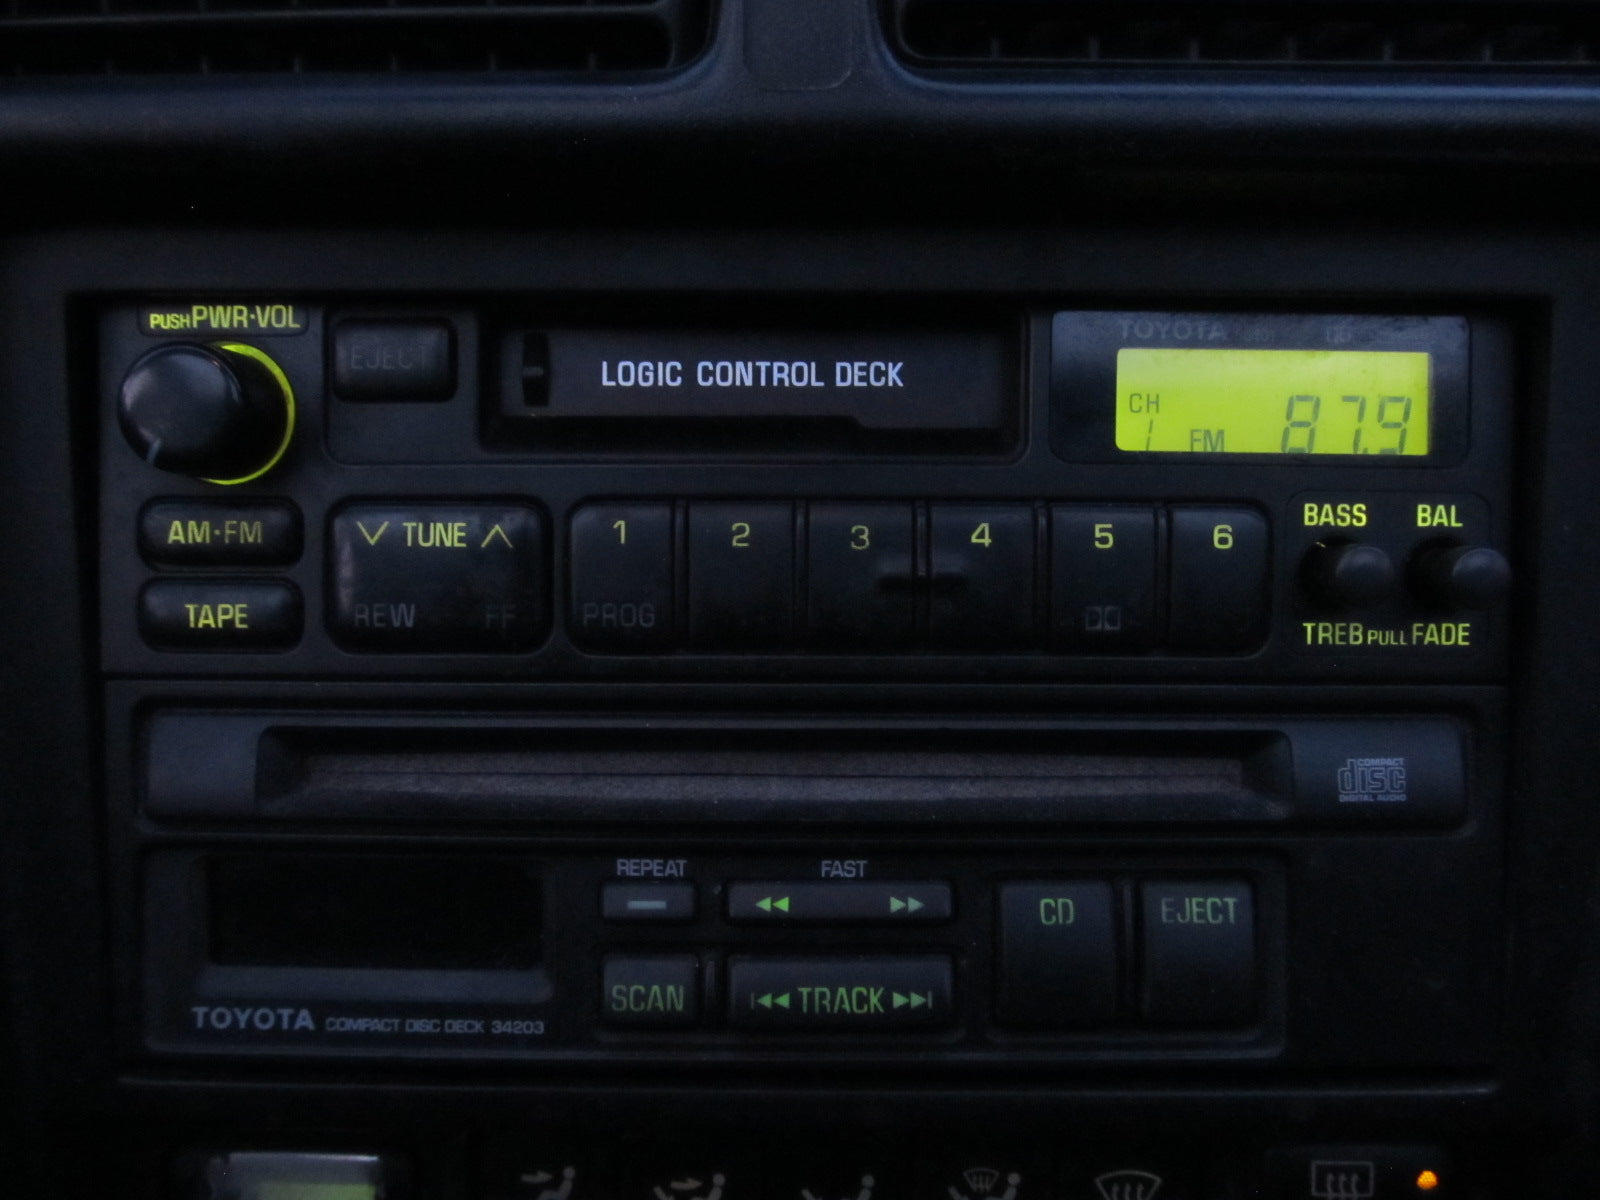 PUSH PWR·VOL
EJECT
LOGIC CONTROL DECK
TOYOTA
CH
1 FM 87.9
AM·FM
TUNE
1 2 3 4 5 6
BASS BAL
TAPE
REW FF
PROG
TREB PULL FADE
COMPACT
disc
DIGITAL AUDIO
REPEAT FAST
CD EJECT
SCAN TRACK
TOYOTA COMPACT DISC DECK 34203